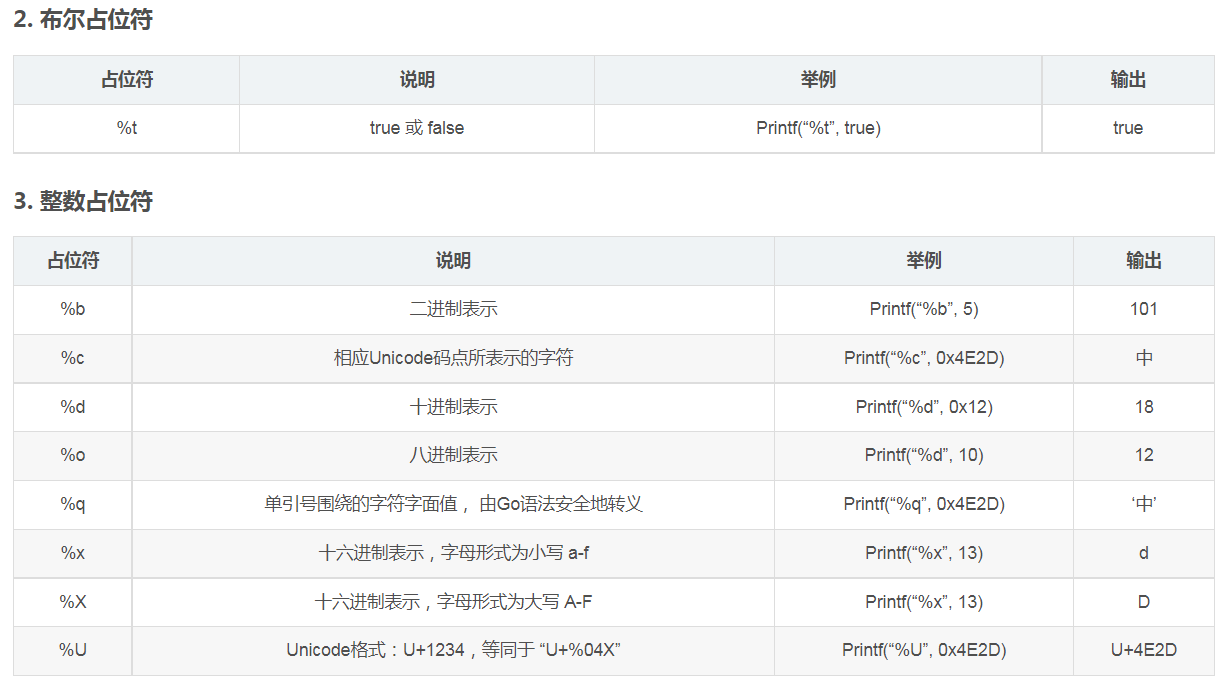 2. 布尔占位符
占位符 说明 举例 输出
%t true 或 false Printf(“%t”, true) true
3. 整数占位符
占位符 说明 举例 输出
%b 二进制表示 Printf(“%b”, 5) 101
%c 相应Unicode码点所表示的字符 Printf(“%c”, 0x4E2D) 中
%d 十进制表示 Printf(“%d”, 0x12) 18
%o 八进制表示 Printf(“%d”, 10) 12
%q 单引号围绕的字符字面值，由Go语法安全地转义 Printf(“%q”, 0x4E2D) ‘中’
%x 十六进制表示，字母形式为小写 a-f Printf(“%x”, 13) d
%X 十六进制表示，字母形式为大写 A-F Printf(“%x”, 13) D
%U Unicode格式：U+1234，等同于 “U+%04X” Printf(“%U”, 0x4E2D) U+4E2D